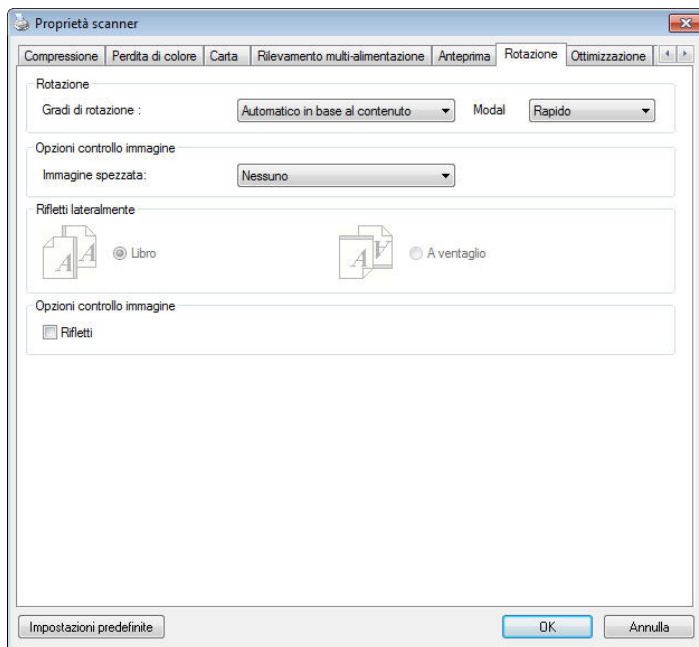 Proprietà scanner
Compressione Perdita di colore Carta Rilevamento multi-alimentazione Anteprima Rotazione Ottimizzazione
Rotazione
Gradi di rotazione : Automatico in base al contenuto Modal Rapido
Opzioni controllo immagine
Immagine spezzata: Nessuno
Rifletti lateralmente
A A Libro A A A ventaglio
Opzioni controllo immagine
Rifletti
Impostazioni predefinite OK Annulla